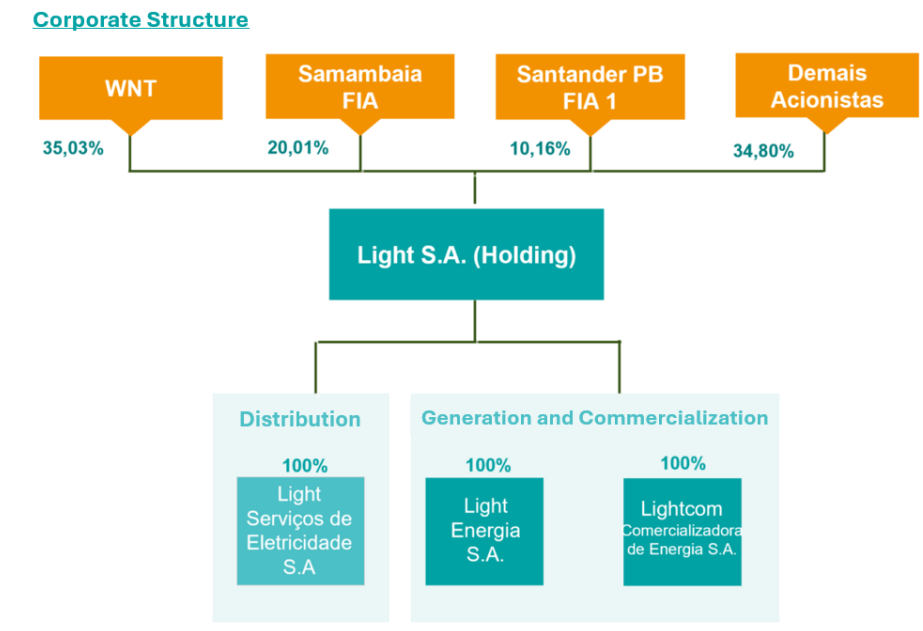 Corporate Structure
WNT
Samambaia
FIA
Santander PB
FIA 1
Demais
Acionistas
35,03%
20,01%
10,16%
34,80%
Light S.A. (Holding)
Distribution
Generation and Commercialization
100%
100%
100%
Light
Serviços de
Eletricidade
S.A
Light
Energia
S.A.
Lightcom
Comercializadora
de Energia S.A.